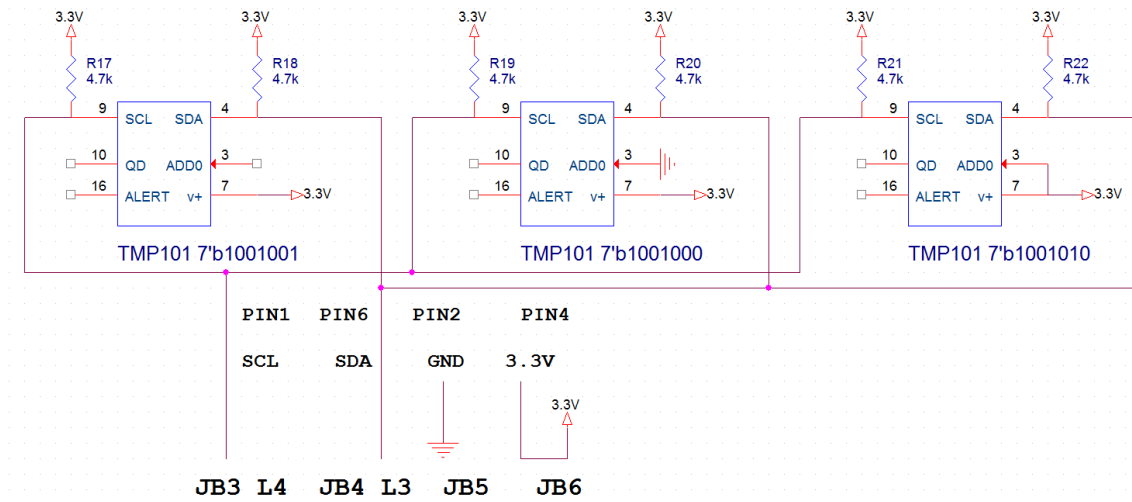 3.3V 3.3V 3.3V 3.3V 3.3V 3.3V
R17 R18 R19 R20 R21 R22
4.7k 4.7k 4.7k 4.7k 4.7k 4.7k
9 4 9 4 9 4
SCL SDA SCL SDA SCL SDA
10 3 10 3 10 3
QD ADD0 QD ADD0 QD ADD0
16 7 16 7 16 7
ALERT v+ 3.3V ALERT v+ 3.3V ALERT v+ 3.3V
TMP101 7'b1001001 TMP101 7'b1001000 TMP101 7'b1001010
PIN1 PIN6 PIN2 PIN4
SCL SDA GND 3.3V
3.3V
JB3 L4 JB4 L3 JB5 JB6